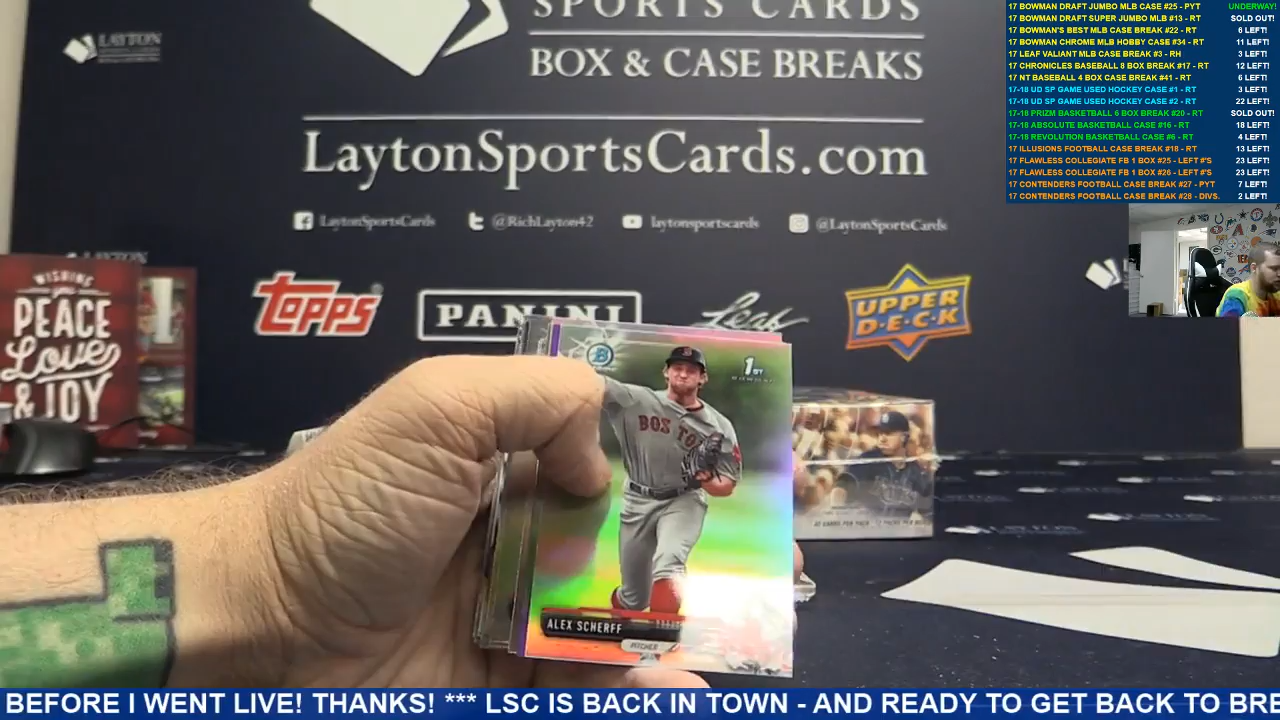 SPORTS CARDS
BOX & CASE BREAKS
LaytonSportsCards.com
LaytonSportsCards
@RichLayton42
laytonsportscards
@LaytonSportsCards
LAYTON
17 BOWMAN DRAFT JUMBO MLB CASE #25 - PYT UNDERWAY!
17 BOWMAN DRAFT SUPER JUMBO MLB #13 - RT SOLD OUT!
17 BOWMAN'S BEST MLB CASE BREAK #22 - RT 6 LEFT!
17 BOWMAN CHROME MLB HOBBY CASE #34 - RT 11 LEFT!
17 LEAF VALIANT MLB CASE BREAK #3 - RH 3 LEFT!
17 CHRONICLES BASEBALL 8 BOX BREAK #17 - RT 12 LEFT!
17 NT BASEBALL 4 BOX CASE BREAK #41 - RT 6 LEFT!
17-18 UD SP GAME USED HOCKEY CASE #1 - RT 3 LEFT!
17-18 UD SP GAME USED HOCKEY CASE #2 - RT 22 LEFT!
17-18 PRIZM BASKETBALL 6 BOX BREAK #20 - RT SOLD OUT!
17-18 ABSOLUTE BASKETBALL CASE #16 - RT 18 LEFT!
17-18 REVOLUTION BASKETBALL CASE #6 - RT 4 LEFT!
17 ILLUSIONS FOOTBALL CASE BREAK #18 - RT 13 LEFT!
17 FLAWLESS COLLEGIATE FB 1 BOX #25 - LEFT #'S 23 LEFT!
17 FLAWLESS COLLEGIATE FB 1 BOX #26 - LEFT #'S 23 LEFT!
17 CONTENDERS FOOTBALL CASE BREAK #27 - PYT 7 LEFT!
17 CONTENDERS FOOTBALL CASE BREAK #28 - DIVS. 2 LEFT!
topps
PANINI
Leaf
UPPER
DECK
WISHING
PEACE
Love
& JOY
B
1ST
BOWMAN
ALEX SCHERFF
PITCHER
BEFORE I WENT LIVE! THANKS! *** LSC IS BACK IN TOWN - AND READY TO GET BACK TO BRE